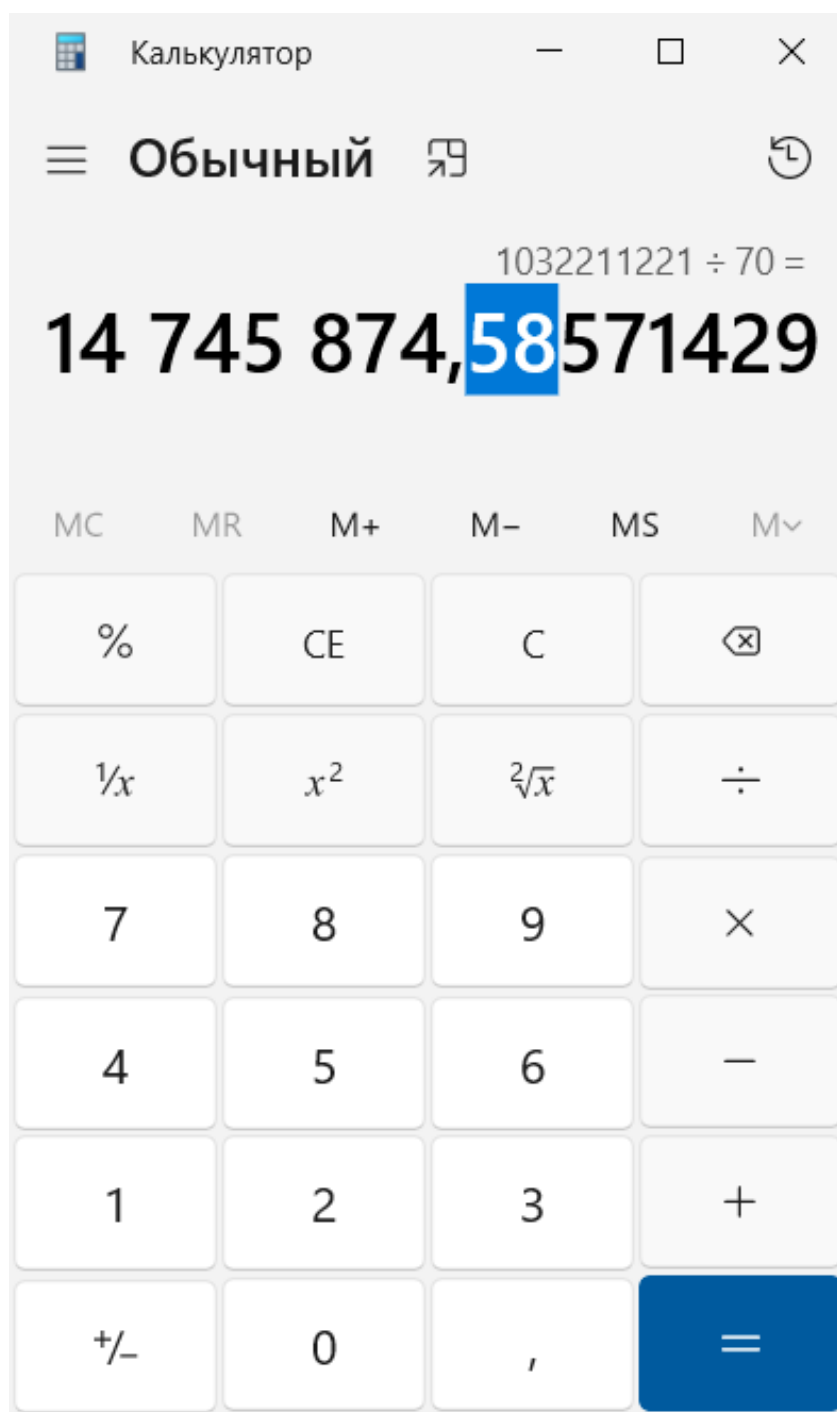 Калькулятор
Обычный
1032211221 ÷ 70 =
14 745 874,58571429
MC MR M+ M− MS M
% CE C
¹/x x² ²√x ÷
7 8 9 ×
4 5 6 −
1 2 3 +
+/− 0 , =